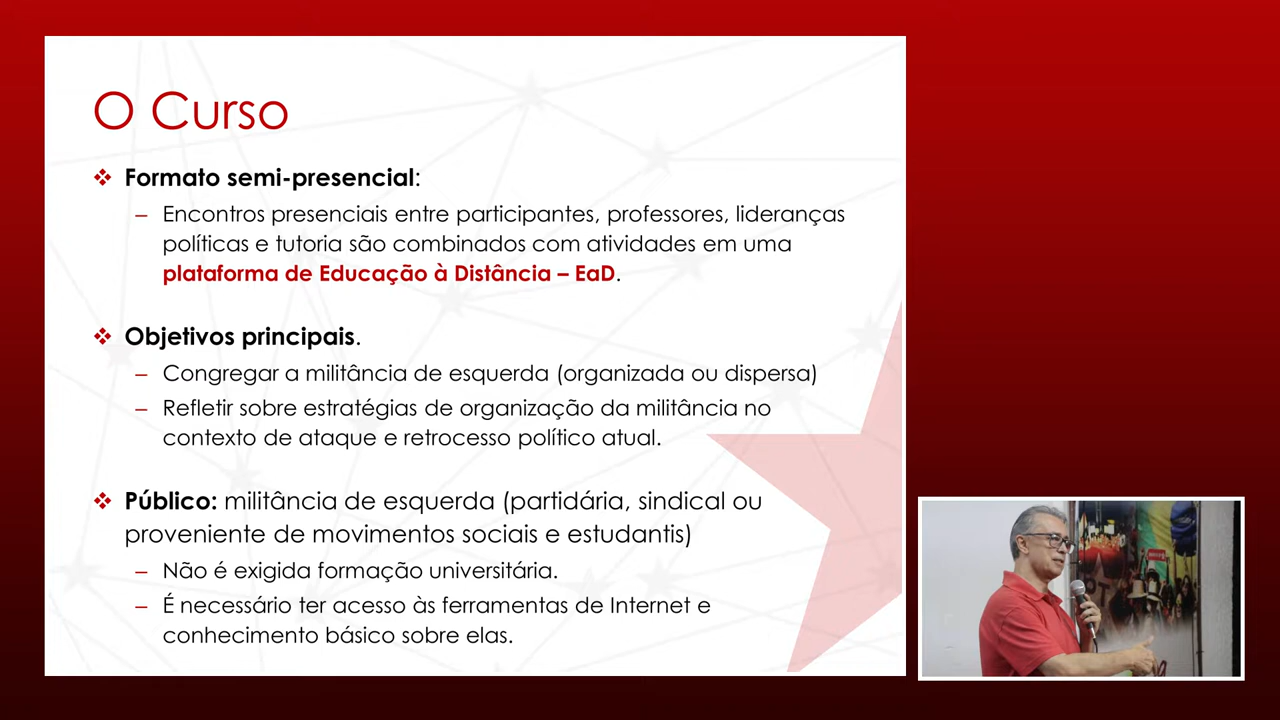 O Curso
Formato semi-presencial:
– Encontros presenciais entre participantes, professores, lideranças
políticas e tutoria são combinados com atividades em uma
plataforma de Educação à Distância – EaD.
Objetivos principais.
– Congregar a militância de esquerda (organizada ou dispersa)
– Refletir sobre estratégias de organização da militância no
contexto de ataque e retrocesso político atual.
Público: militância de esquerda (partidária, sindical ou
proveniente de movimentos sociais e estudantis)
– Não é exigida formação universitária.
– É necessário ter acesso às ferramentas de Internet e
conhecimento básico sobre elas.